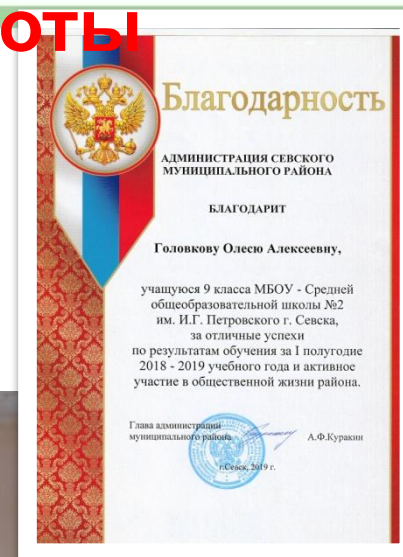 оты
Благодарность
АДМИНИСТРАЦИЯ СЕВСКОГО
МУНИЦИПАЛЬНОГО РАЙОНА
БЛАГОДАРИТ
Головкову Олесю Алексеевну,
учащуюся 9 класса МБОУ - Средней
общеобразовательной школы №2
им. И.Г. Петровского г. Севска,
за отличные успехи
по результатам обучения за I полугодие
2018 - 2019 учебного года и активное
участие в общественной жизни района.
Глава администрации
муниципального района А.Ф.Куракин
г.Севск, 2019 г.